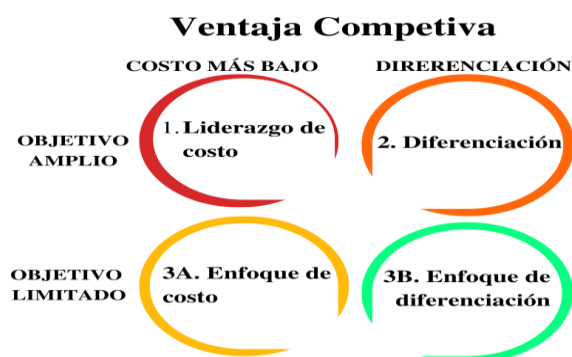 Ventaja Competiva
COSTO MÁS BAJO
DIRERENCIACIÓN
OBJETIVO
AMPLIO
1. Liderazgo de
costo
2. Diferenciación
OBJETIVO
LIMITADO
3A. Enfoque de
costo
3B. Enfoque de
diferenciación